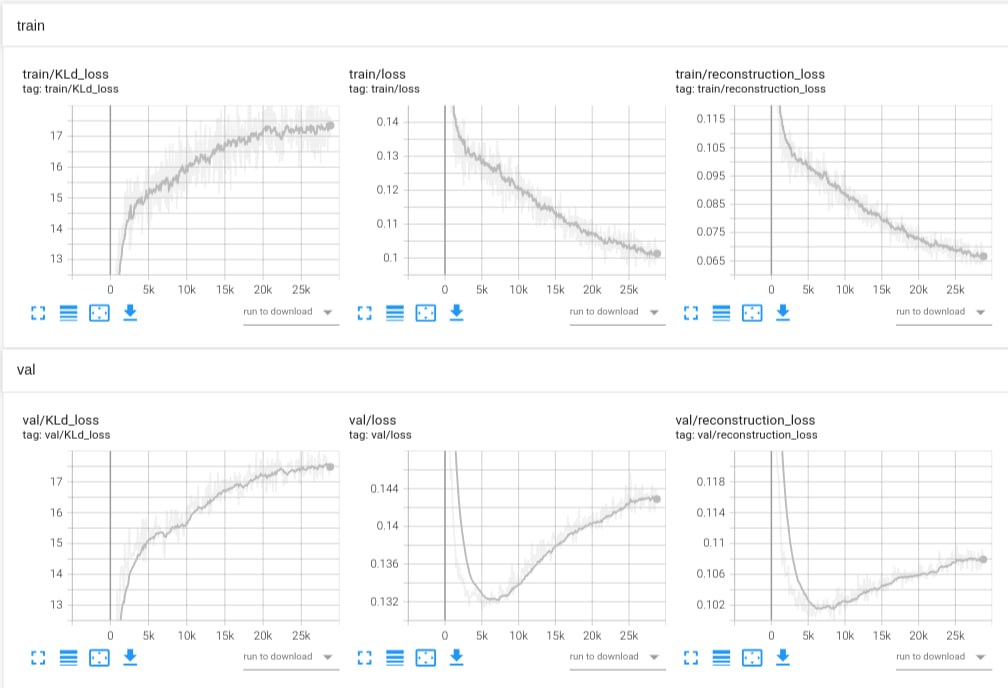 train
train/KLd_loss
tag: train/KLd_loss
17
16
15
14
13
0 5k 10k 15k 20k 25k
run to download
train/loss
tag: train/loss
0.14
0.13
0.12
0.11
0.1
0 5k 10k 15k 20k 25k
run to download
train/reconstruction_loss
tag: train/reconstruction_loss
0.115
0.105
0.095
0.085
0.075
0.065
0 5k 10k 15k 20k 25k
run to download
val
val/KLd_loss
tag: val/KLd_loss
17
16
15
14
13
0 5k 10k 15k 20k 25k
run to download
val/loss
tag: val/loss
0.144
0.14
0.136
0.132
0 5k 10k 15k 20k 25k
run to download
val/reconstruction_loss
tag: val/reconstruction_loss
0.118
0.114
0.11
0.106
0.102
0 5k 10k 15k 20k 25k
run to download